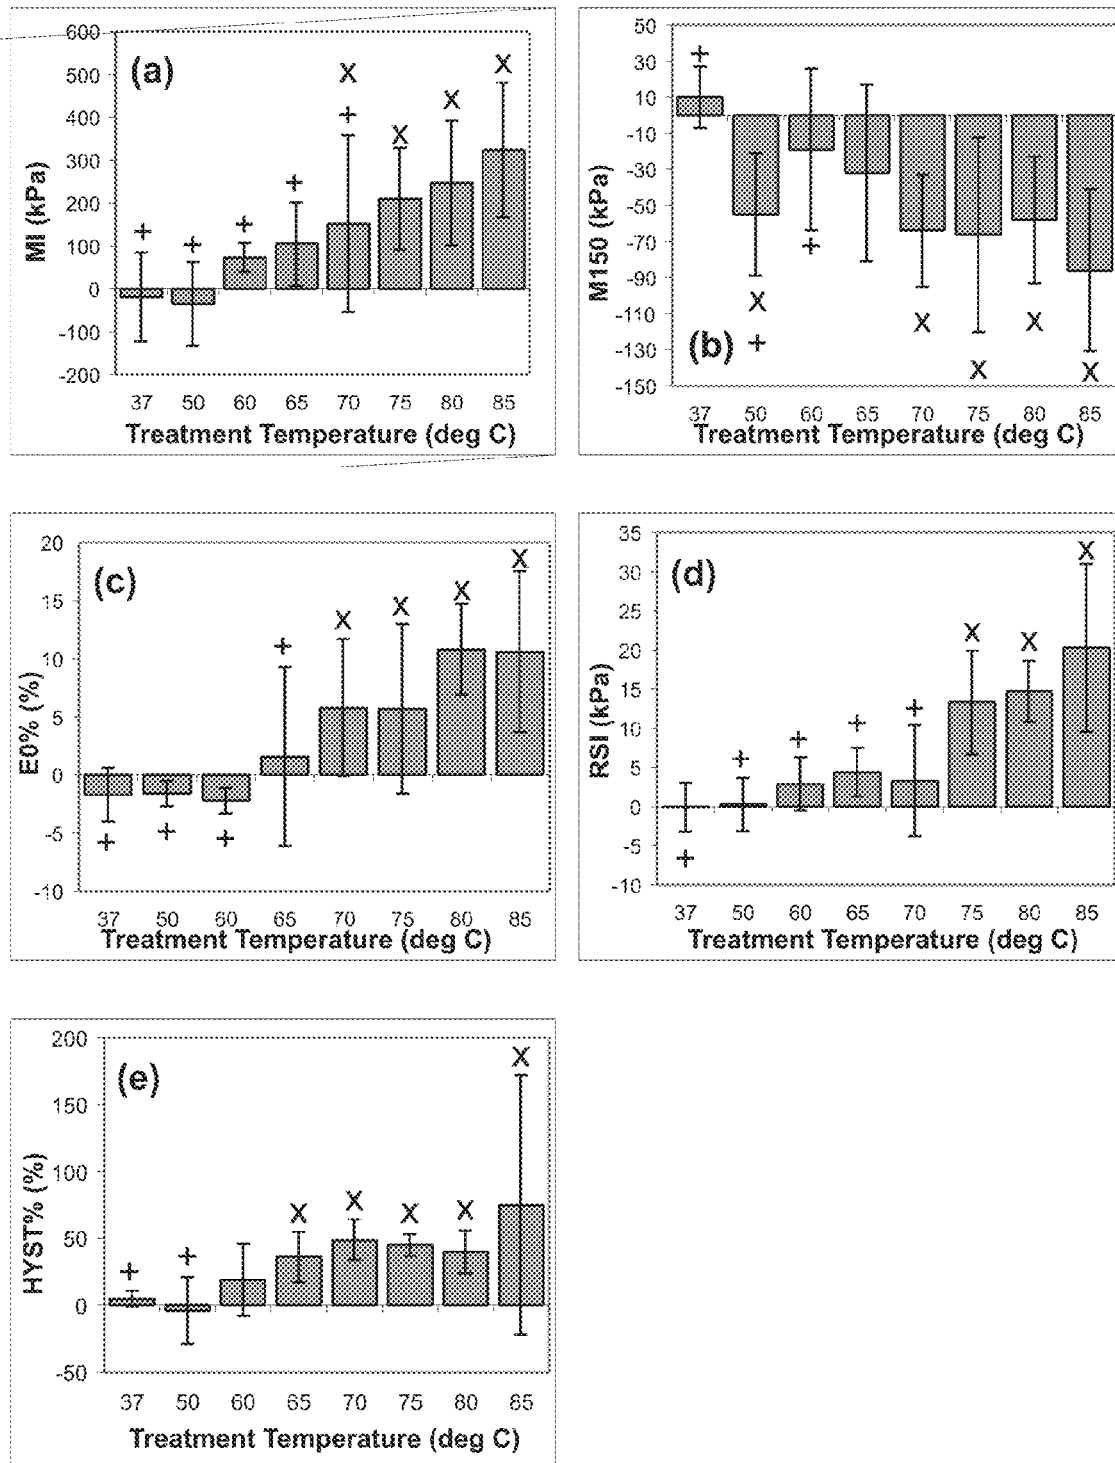 600
500
400
300
200
100
0
-100
-200
MI (kPa)
(a)
+
+
+
+
X
+
X
X
X
37 50 60 65 70 75 80 85
Treatment Temperature (deg C)
50
30
10
-10
-30
-50
-70
-90
-110
-130
-150
M150 (kPa)
(b)
+
X
+
+
X
X
X
X
37 50 60 65 70 75 80 85
Treatment Temperature (deg C)
20
15
10
5
0
-5
-10
E0% (%)
(c)
+
+
+
+
X
X
X
X
37 50 60 65 70 75 80 85
Treatment Temperature (deg C)
35
30
25
20
15
10
5
0
-5
-10
RSI (kPa)
(d)
+
+
+
+
+
X
X
X
37 50 60 65 70 75 80 85
Treatment Temperature (deg C)
200
150
100
50
0
-50
HYST% (%)
(e)
+
+
X
X
X
X
X
37 50 60 65 70 75 80 85
Treatment Temperature (deg C)